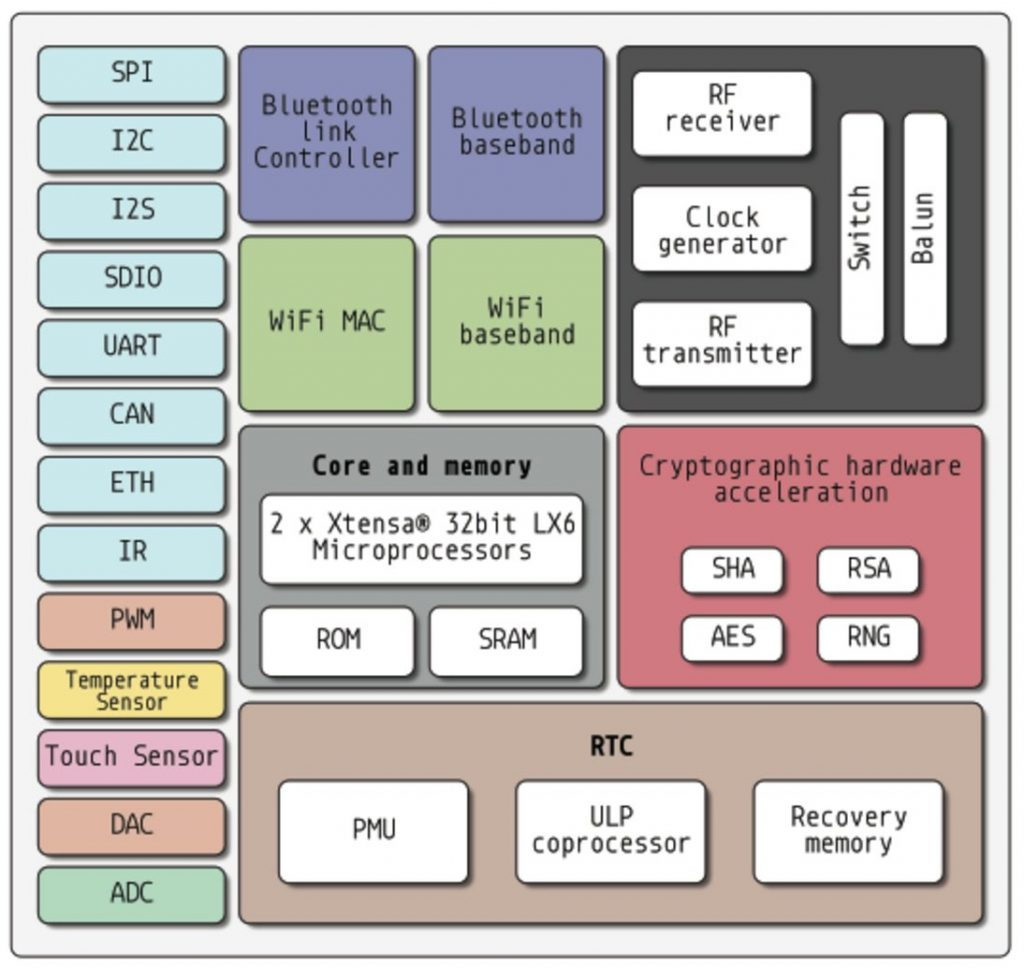 SPI
I2C
I2S
SDIO
UART
CAN
ETH
IR
PWM
Temperature
Sensor
Touch Sensor
DAC
ADC
Bluetooth
link
Controller
Bluetooth
baseband
WiFi MAC
WiFi
baseband
RF
receiver
Clock
generator
RF
transmitter
Switch
Balun
Core and memory
2 x Xtensa® 32bit LX6
Microprocessors
ROM
SRAM
Cryptographic hardware
acceleration
SHA
RSA
AES
RNG
RTC
PMU
ULP
coprocessor
Recovery
memory